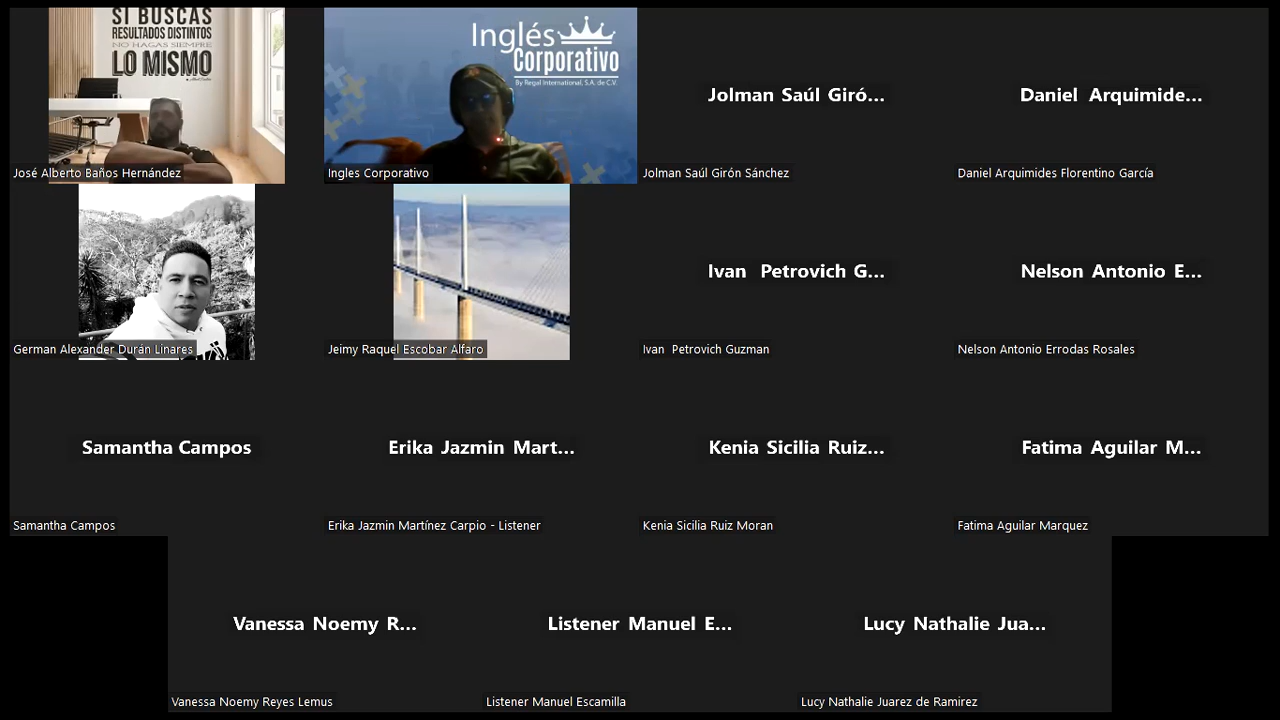 SI BUSCAS
RESULTADOS DISTINTOS
NO HAGAS SIEMPRE
LO MISMO
José Alberto Baños Hernández
Inglés
Corporativo
By Regal International, S.A. de C.V.
Ingles Corporativo
Jolman Saúl Giró...
Jolman Saúl Girón Sánchez
Daniel Arquimide...
Daniel Arquimides Florentino García
German Alexander Durán Linares
Jeimy Raquel Escobar Alfaro
Ivan Petrovich G...
Ivan Petrovich Guzman
Nelson Antonio E...
Nelson Antonio Errodas Rosales
Samantha Campos
Samantha Campos
Erika Jazmin Mart...
Erika Jazmin Martínez Carpio - Listener
Kenia Sicilia Ruiz...
Kenia Sicilia Ruiz Moran
Fatima Aguilar M...
Fatima Aguilar Marquez
Vanessa Noemy R...
Vanessa Noemy Reyes Lemus
Listener Manuel E...
Listener Manuel Escamilla
Lucy Nathalie Jua...
Lucy Nathalie Juarez de Ramirez